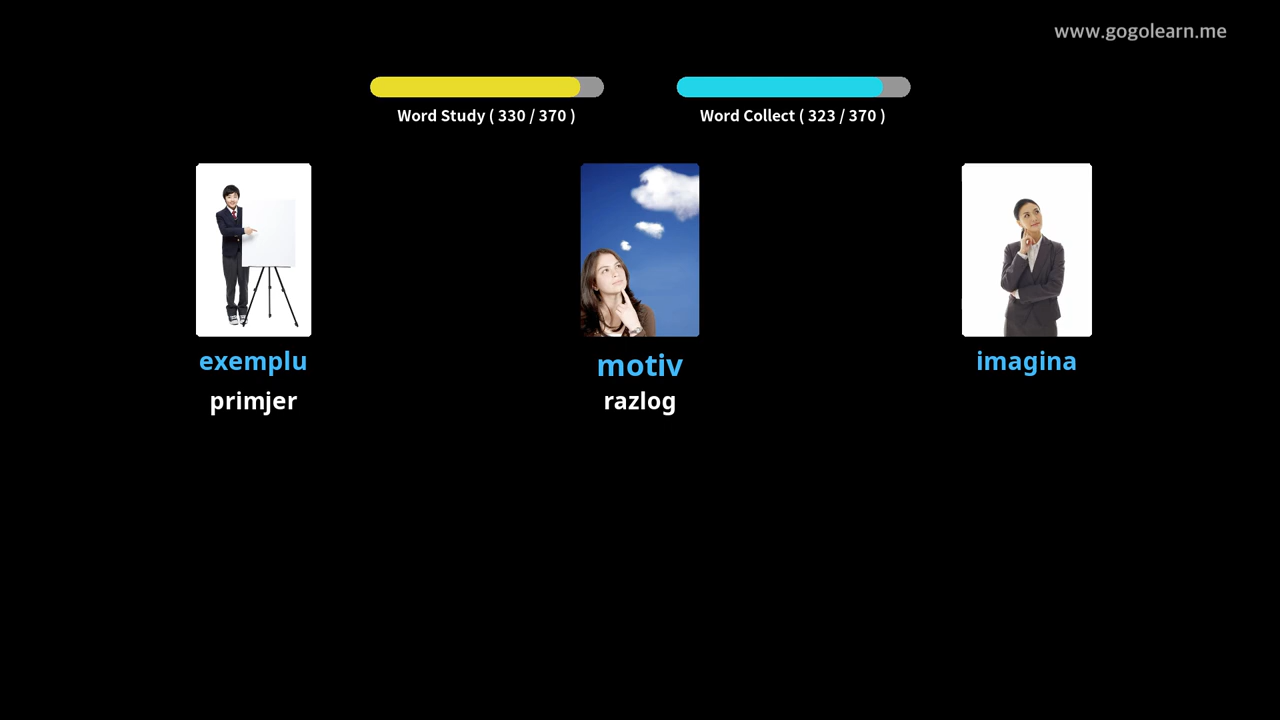 www.gogolearn.me
Word Study ( 330 / 370 )
Word Collect ( 323 / 370 )
exemplu
motiv
imagina
primjer
razlog